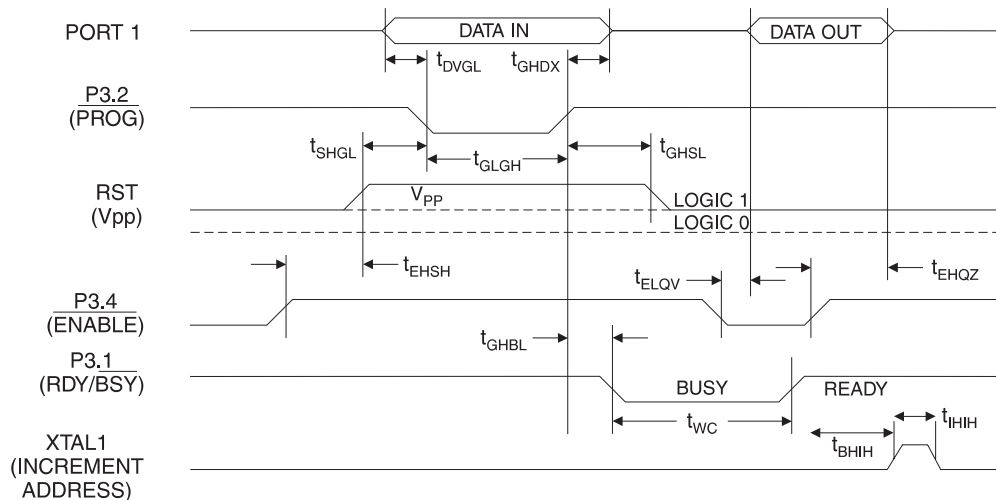 PORT 1
DATA IN
DATA OUT
tDVGL
tGHDX
P3.2
(PROG)
tSHGL
tGLGH
tGHSL
RST
(Vpp)
VPP
LOGIC 1
LOGIC 0
tEHSH
tELQV
tEHQZ
P3.4
(ENABLE)
tGHBL
P3.1
(RDY/BSY)
BUSY
READY
tWC
tIHIH
tBHIH
XTAL1
(INCREMENT
ADDRESS)